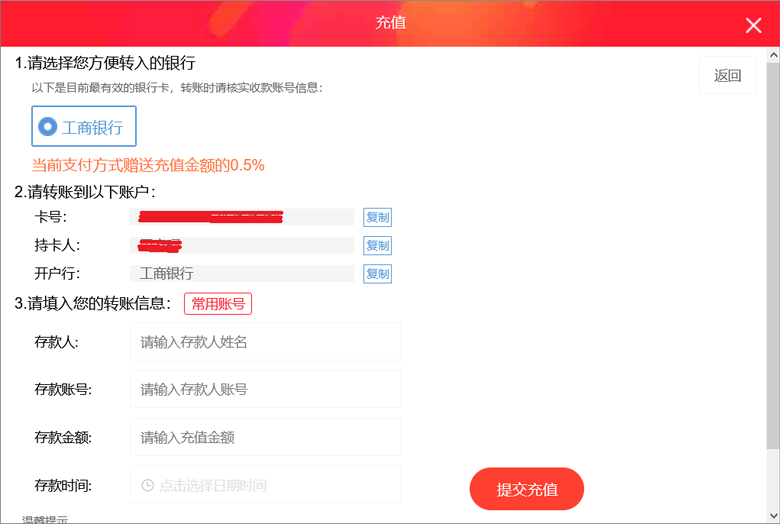 充值
1.请选择您方便转入的银行
返回
以下是目前最有效的银行卡，转账时请核实收款账号信息：
工商银行
当前支付方式赠送充值金额的0.5%
2.请转账到以下账户：
卡号： 复制
持卡人： 复制
开户行： 工商银行 复制
3.请填入您的转账信息： 常用账号
存款人: 请输入存款人姓名
存款账号: 请输入存款人账号
存款金额: 请输入充值金额
存款时间: 点击选择日期时间
提交充值
温馨提示